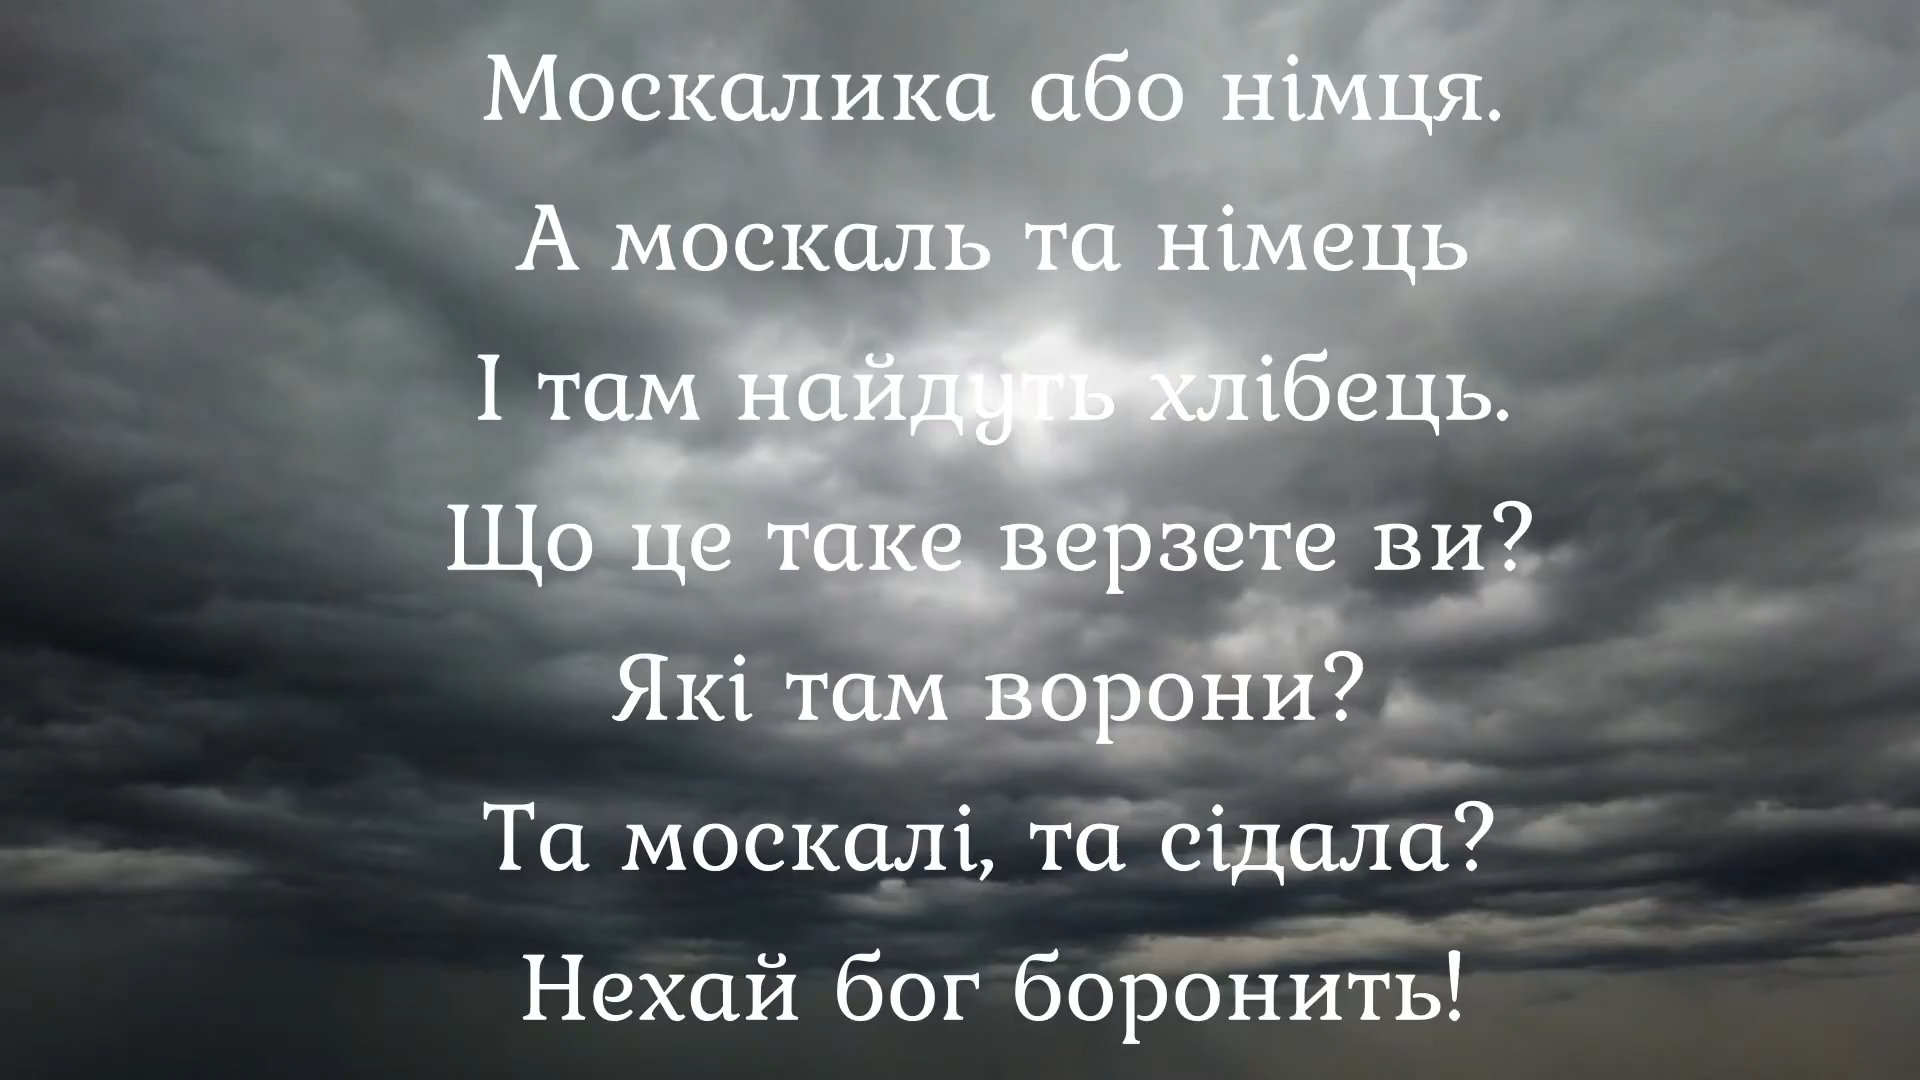 Москалика або німця.
А москаль та німець
І там найдуть хлібець.
Що це таке верзете ви?
Які там ворони?
Та москалі, та сідала?
Нехай бог боронить!